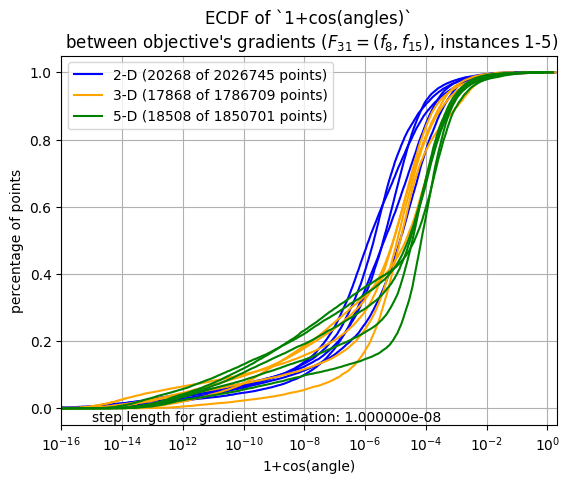 ECDF of `1+cos(angles)`
between objective's gradients (F₃₁ = (f₈, f₁₅), instances 1-5)
2-D (20268 of 2026745 points)
3-D (17868 of 1786709 points)
5-D (18508 of 1850701 points)
percentage of points
1.0
0.8
0.6
0.4
0.2
0.0
step length for gradient estimation: 1.000000e-08
10⁻¹⁶ 10⁻¹⁴ 10⁻¹² 10⁻¹⁰ 10⁻⁸ 10⁻⁶ 10⁻⁴ 10⁻² 10⁰
1+cos(angle)